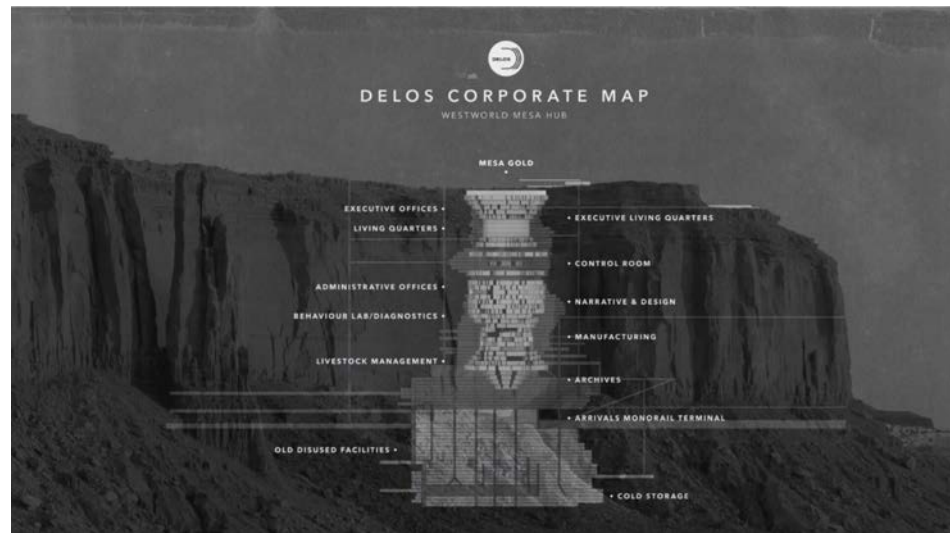 DELOS
DELOS CORPORATE MAP
WESTWORLD MESA HUB
MESA GOLD
EXECUTIVE OFFICES
EXECUTIVE LIVING QUARTERS
LIVING QUARTERS
CONTROL ROOM
ADMINISTRATIVE OFFICES
NARRATIVE & DESIGN
BEHAVIOUR LAB/DIAGNOSTICS
MANUFACTURING
LIVESTOCK MANAGEMENT
ARCHIVES
ARRIVALS MONORAIL TERMINAL
OLD DISUSED FACILITIES
COLD STORAGE